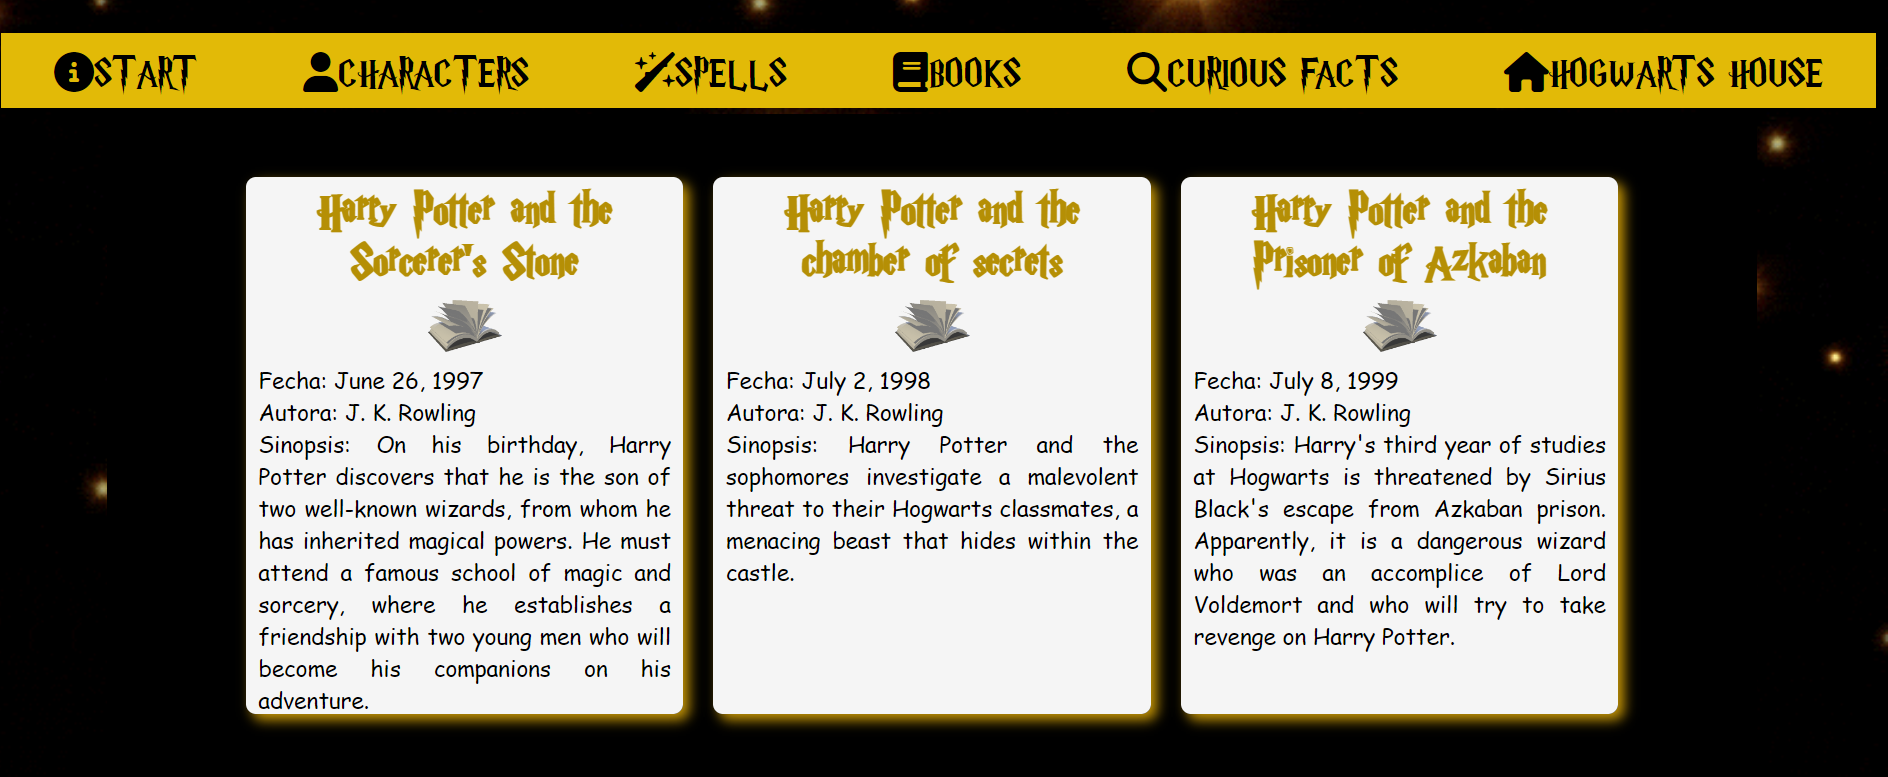 START CHARACTERS SPELLS BOOKS CURIOUS FACTS HOGWARTS HOUSE
Harry Potter and the
Sorcerer's Stone
Fecha: June 26, 1997
Autora: J. K. Rowling
Sinopsis: On his birthday, Harry
Potter discovers that he is the son of
two well-known wizards, from whom he
has inherited magical powers. He must
attend a famous school of magic and
sorcery, where he establishes a
friendship with two young men who will
become his companions on his
adventure.
Harry Potter and the
chamber of secrets
Fecha: July 2, 1998
Autora: J. K. Rowling
Sinopsis: Harry Potter and the
sophomores investigate a malevolent
threat to their Hogwarts classmates, a
menacing beast that hides within the
castle.
Harry Potter and the
Prisoner of Azkaban
Fecha: July 8, 1999
Autora: J. K. Rowling
Sinopsis: Harry's third year of studies
at Hogwarts is threatened by Sirius
Black's escape from Azkaban prison.
Apparently, it is a dangerous wizard
who was an accomplice of Lord
Voldemort and who will try to take
revenge on Harry Potter.